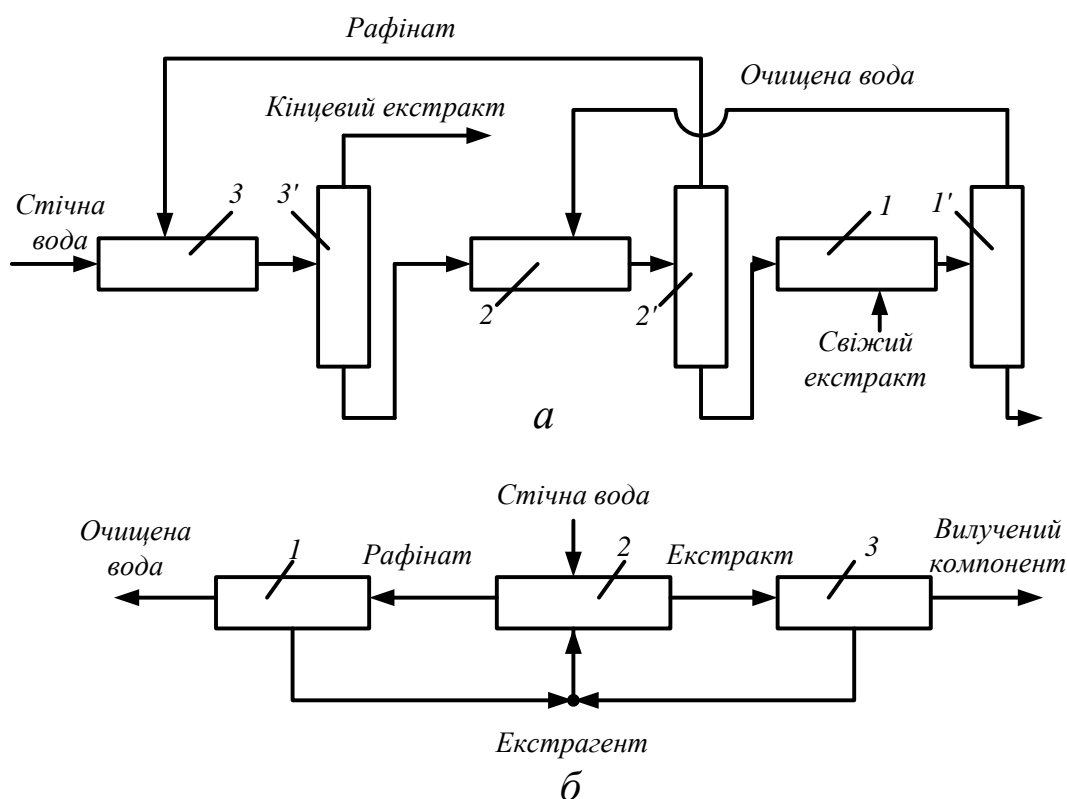 Рафінат
Очищена вода
Кінцевий екстракт
Стічна
вода
3
3'
2
2'
1
1'
Свіжий
екстракт
а
Стічна вода
Очищена
вода
1
Рафінат
2
Екстракт
3
Вилучений
компонент
Екстрагент
б